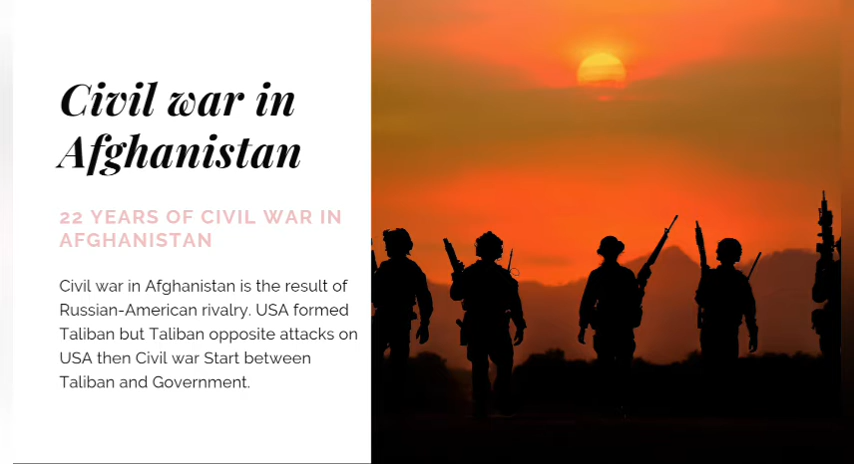 Civil war in
Afghanistan
22 YEARS OF CIVIL WAR IN
AFGHANISTAN
Civil war in Afghanistan is the result of
Russian-American rivalry. USA formed
Taliban but Taliban opposite attacks on
USA then Civil war Start between
Taliban and Government.